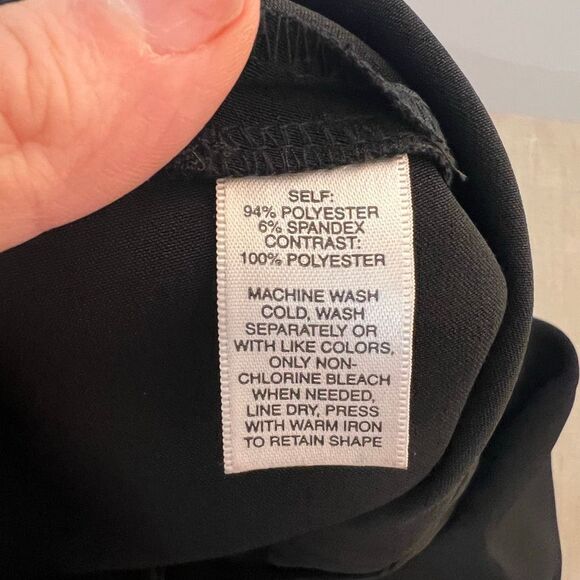 SELF:
94% POLYESTER
6% SPANDEX
CONTRAST:
100% POLYESTER
MACHINE WASH
COLD, WASH
SEPARATELY OR
WITH LIKE COLORS,
ONLY NON-
CHLORINE BLEACH
WHEN NEEDED,
LINE DRY, PRESS
WITH WARM IRON
TO RETAIN SHAPE